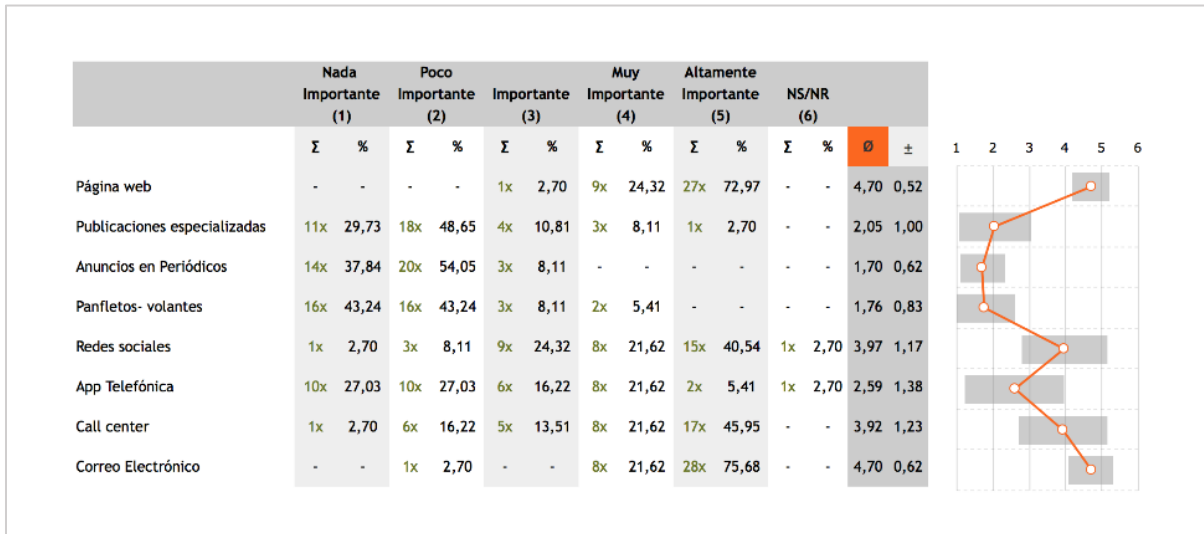 Nada Poco Muy Altamente
Importante Importante Importante Importante Importante NS/NR
(1) (2) (3) (4) (5) (6)
Σ % Σ % Σ % Σ % Σ % Σ % Ø ± 1 2 3 4 5 6
Página web - - - - 1x 2,70 9x 24,32 27x 72,97 - - 4,70 0,52
Publicaciones especializadas 11x 29,73 18x 48,65 4x 10,81 3x 8,11 1x 2,70 - - 2,05 1,00
Anuncios en Periódicos 14x 37,84 20x 54,05 3x 8,11 - - - - - - 1,70 0,62
Panfletos- volantes 16x 43,24 16x 43,24 3x 8,11 2x 5,41 - - - - 1,76 0,83
Redes sociales 1x 2,70 3x 8,11 9x 24,32 8x 21,62 15x 40,54 1x 2,70 3,97 1,17
App Telefónica 10x 27,03 10x 27,03 6x 16,22 8x 21,62 2x 5,41 1x 2,70 2,59 1,38
Call center 1x 2,70 6x 16,22 5x 13,51 8x 21,62 17x 45,95 - - 3,92 1,23
Correo Electrónico - - 1x 2,70 - - 8x 21,62 28x 75,68 - - 4,70 0,62